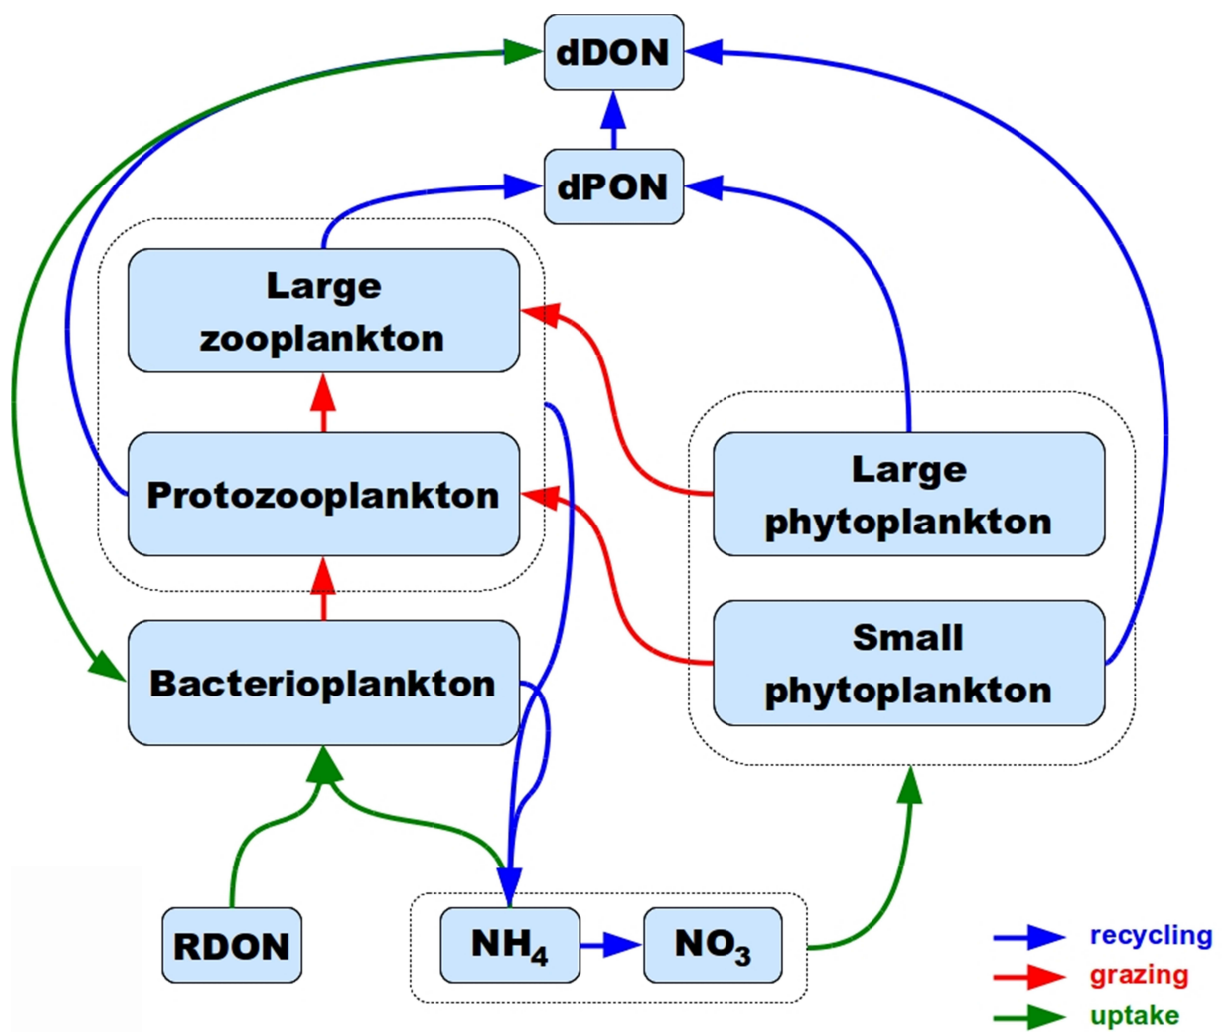 dDON
dPON
Large
zooplankton
Protozooplankton
Large
phytoplankton
Small
phytoplankton
Bacterioplankton
RDON
NH4
NO3
recycling
grazing
uptake